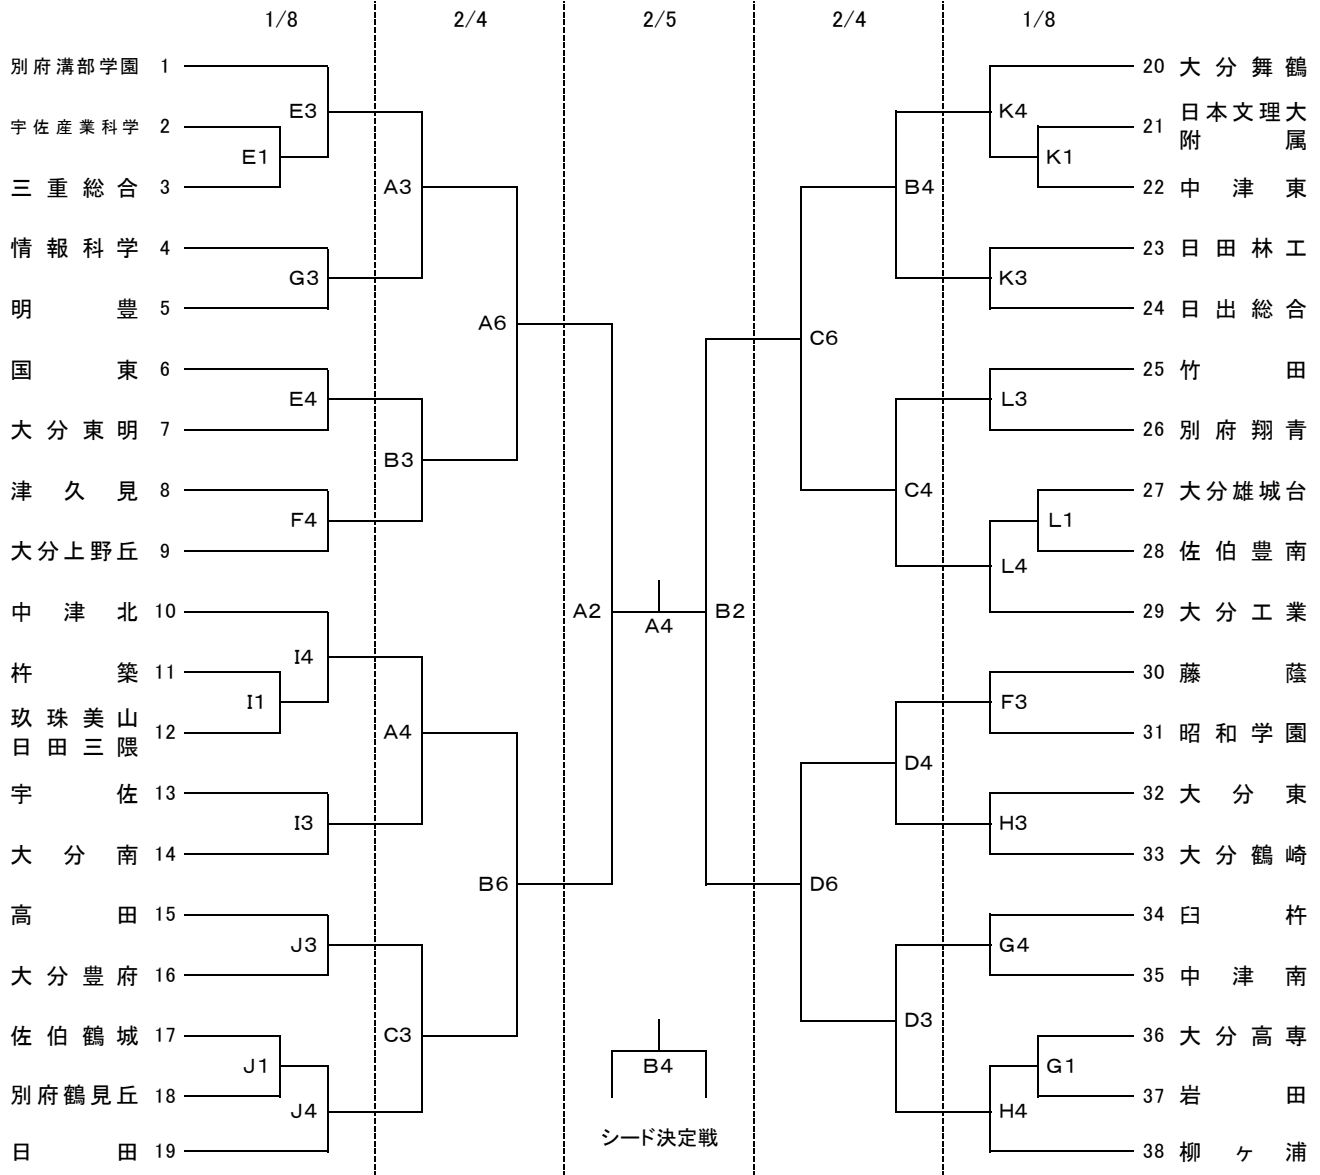 1/8 2/4 2/5 2/4 1/8
別府溝部学園 1
E3
宇佐産業科学 2
E1
三重総合 3
A3
情報科学 4
G3
明豊 5
A6
国東 6
E4
大分東明 7
B3
津久見 8
F4
大分上野丘 9
中津北 10
I4
杵築 11
I1
玖珠美山
日田三隈 12
A4
宇佐 13
I3
大分南 14
B6
高田 15
J3
大分豊府 16
佐伯鶴城 17
C3
J1
別府鶴見丘 18
J4
日田 19
A2
A4
B2
B4
シード決定戦
20 大分舞鶴
K4
21 日本文理大
附属
K1
22 中津東
B4
23 日田林工
K3
24 日出総合
C6
25 竹田
L3
26 別府翔青
C4
27 大分雄城台
L1
28 佐伯豊南
L4
29 大分工業
30 藤蔭
F3
31 昭和学園
D4
32 大分東
H3
33 大分鶴崎
D6
34 臼杵
G4
35 中津南
D3
36 大分高専
G1
37 岩田
H4
38 柳ヶ浦